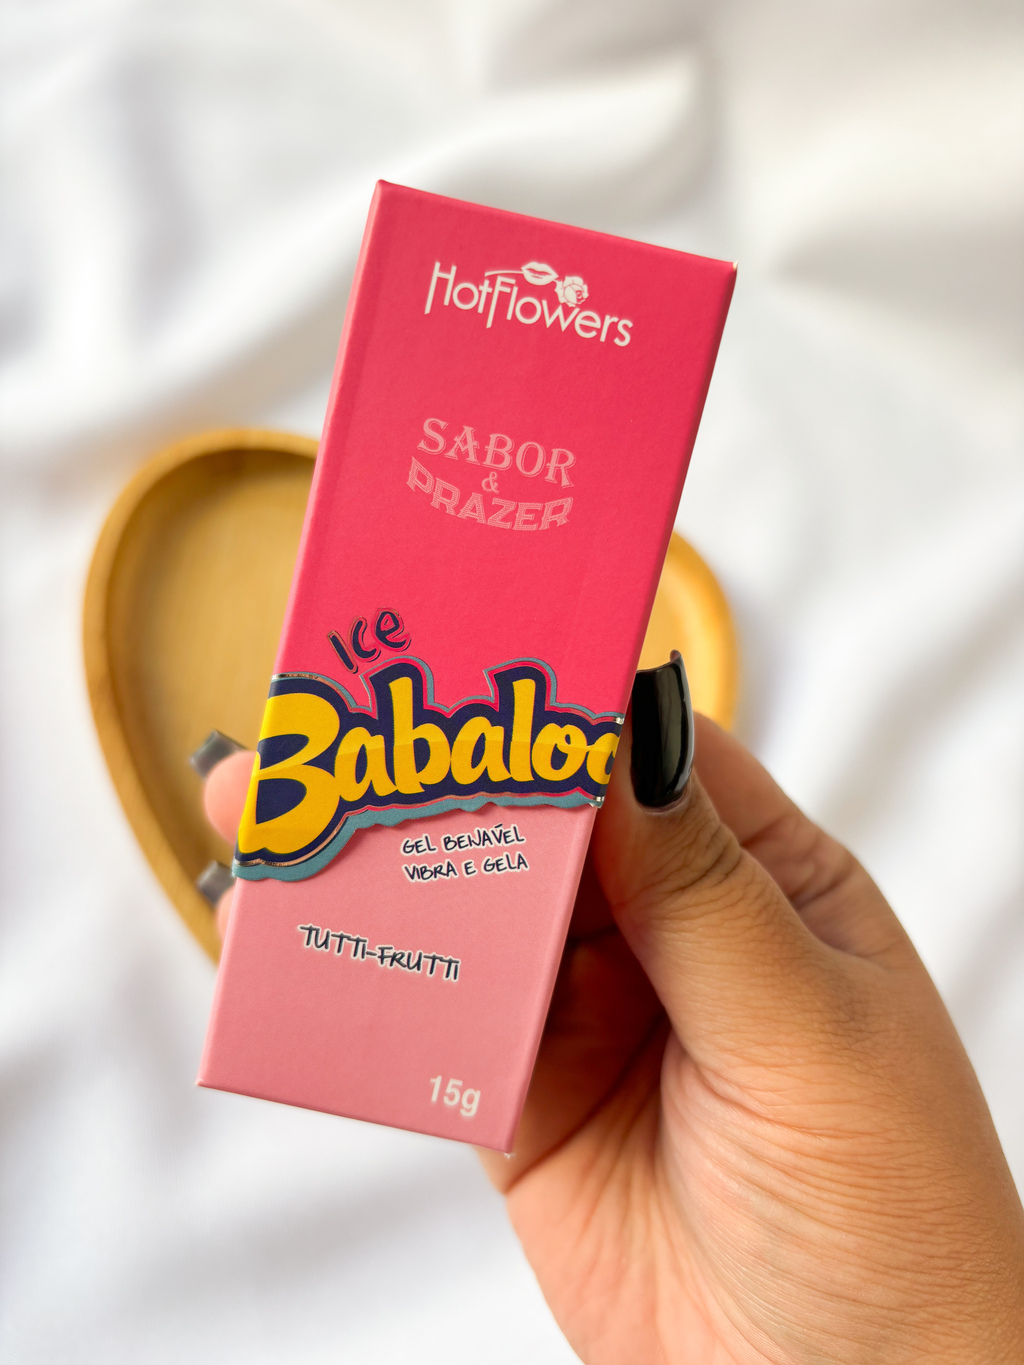 HotFlowers
SABOR
&
PRAZER
Ice
Babaloo
GEL BEIJAVÉL
VIBRA E GELA
TUTTI-FRUTTI
15g